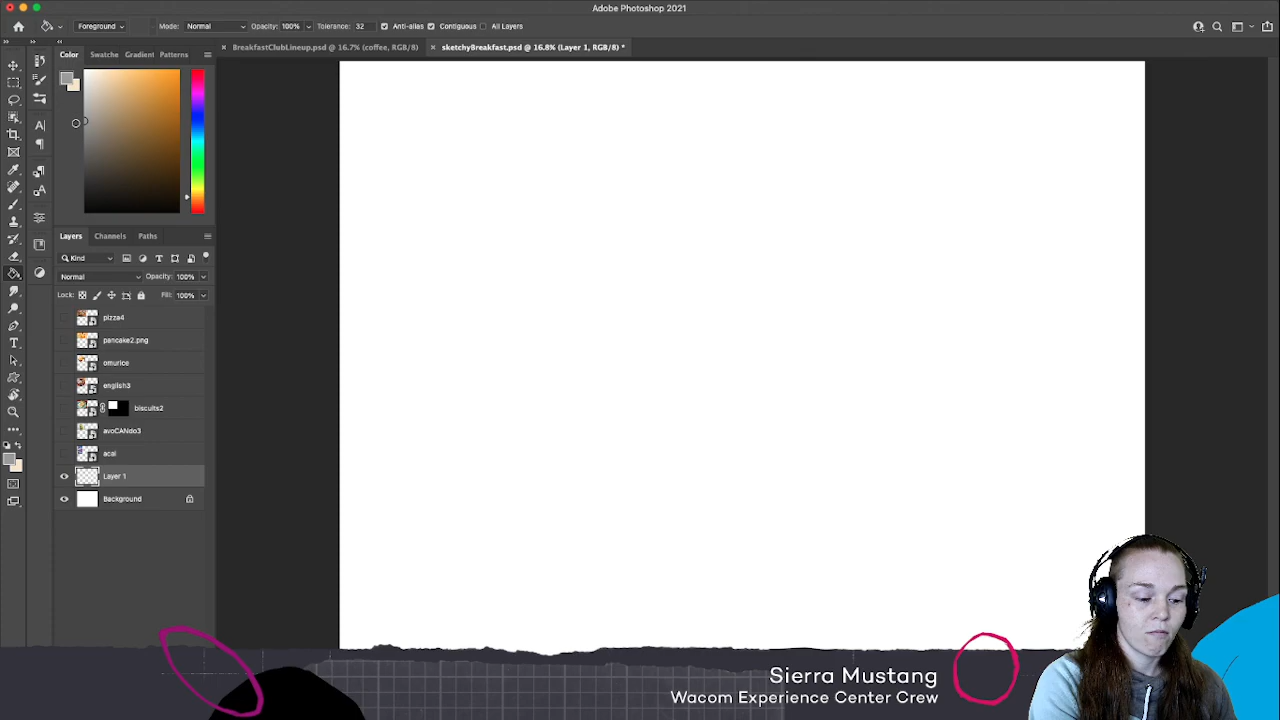 Adobe Photoshop 2021
Foreground Mode: Normal Opacity: 100% Tolerance: 32 Anti-alias Contiguous All Layers
BreakfastClubLineup.psd @ 16.7% (coffee, RGB/8) sketchyBreakfast.psd @ 16.8% (Layer 1, RGB/8) *
Color Swatche Gradient Patterns
Layers Channels Paths
Kind
Normal Opacity: 100%
Lock: Fill: 100%
pizza4
pancake2.png
omurice
english3
biscuits2
avoCANdo3
acai
Layer 1
Background
Sierra Mustang
Wacom Experience Center Crew